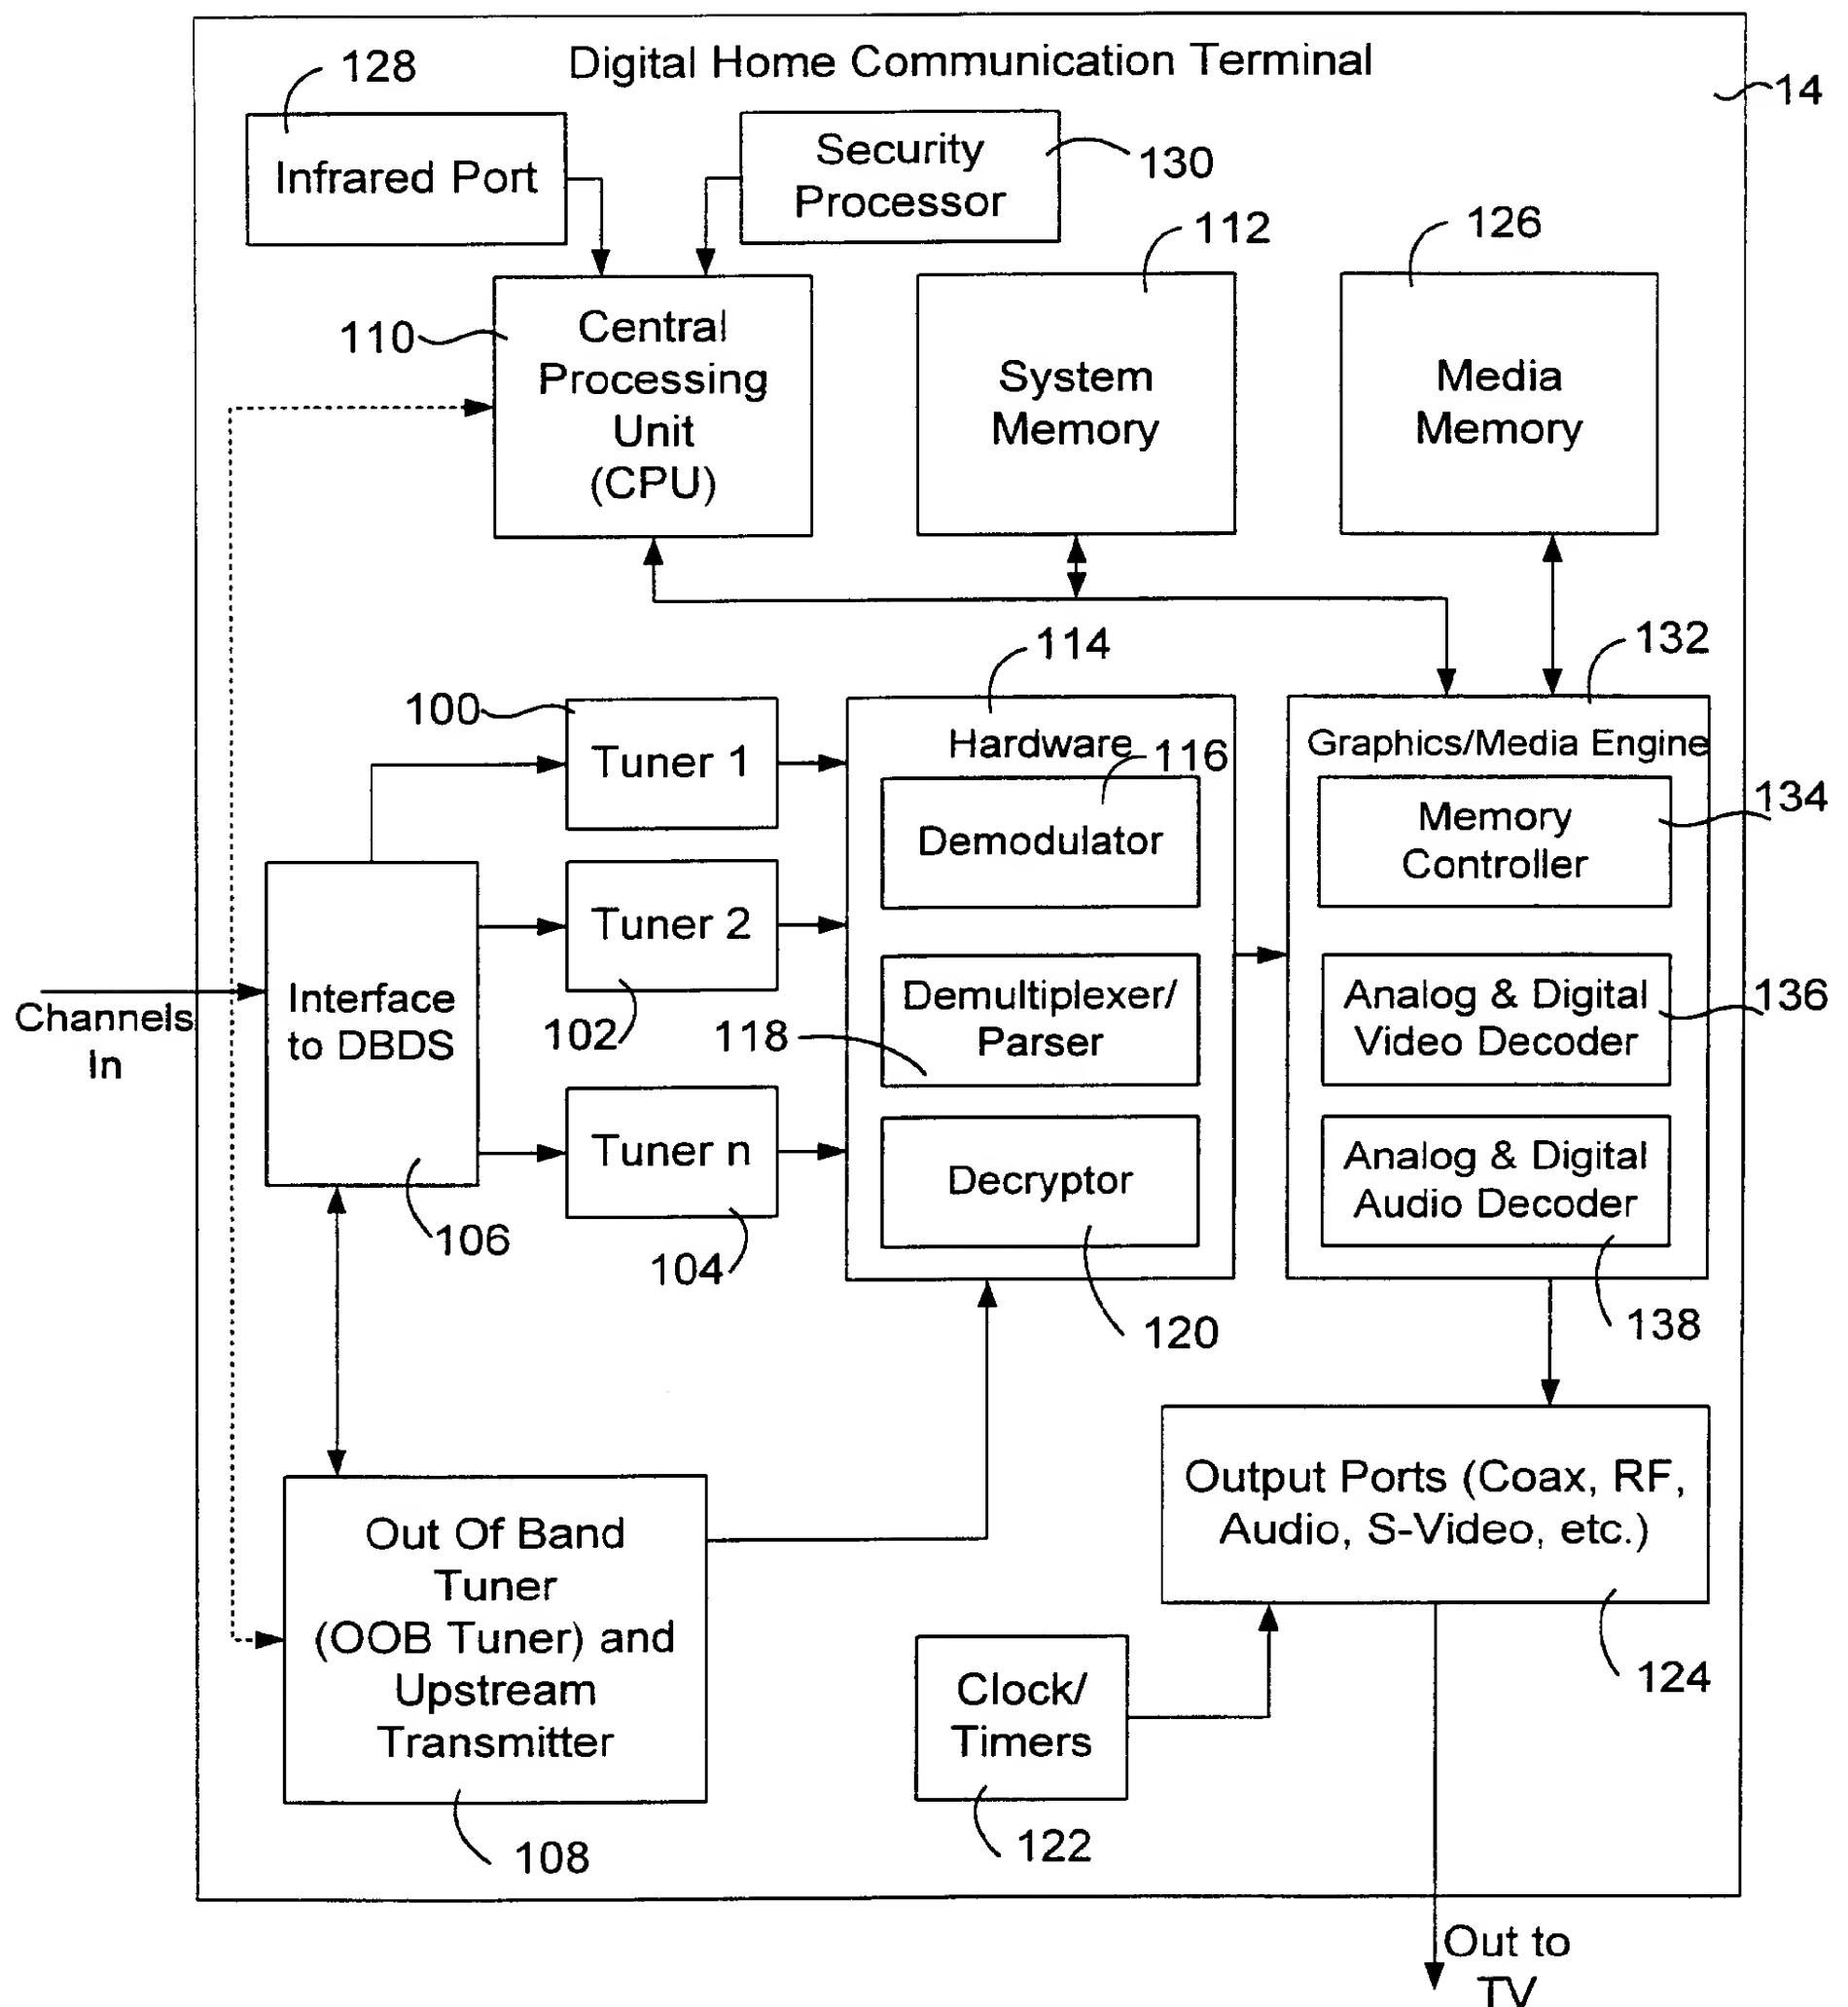 Digital Home Communication Terminal
14
128
Infrared Port
Security
Processor
130
112
126
110
Central
Processing
Unit
(CPU)
System
Memory
Media
Memory
114
132
100
Tuner 1
Hardware
116
Graphics/Media Engine
Demodulator
Memory
Controller
134
Tuner 2
102
Channels
In
Interface
to DBDS
118
Demultiplexer/
Parser
Analog & Digital
Video Decoder
136
Tuner n
104
106
Decryptor
120
Analog & Digital
Audio Decoder
138
Out Of Band
Tuner
(OOB Tuner) and
Upstream
Transmitter
108
Output Ports (Coax, RF,
Audio, S-Video, etc.)
124
Clock/
Timers
122
Out to
TV